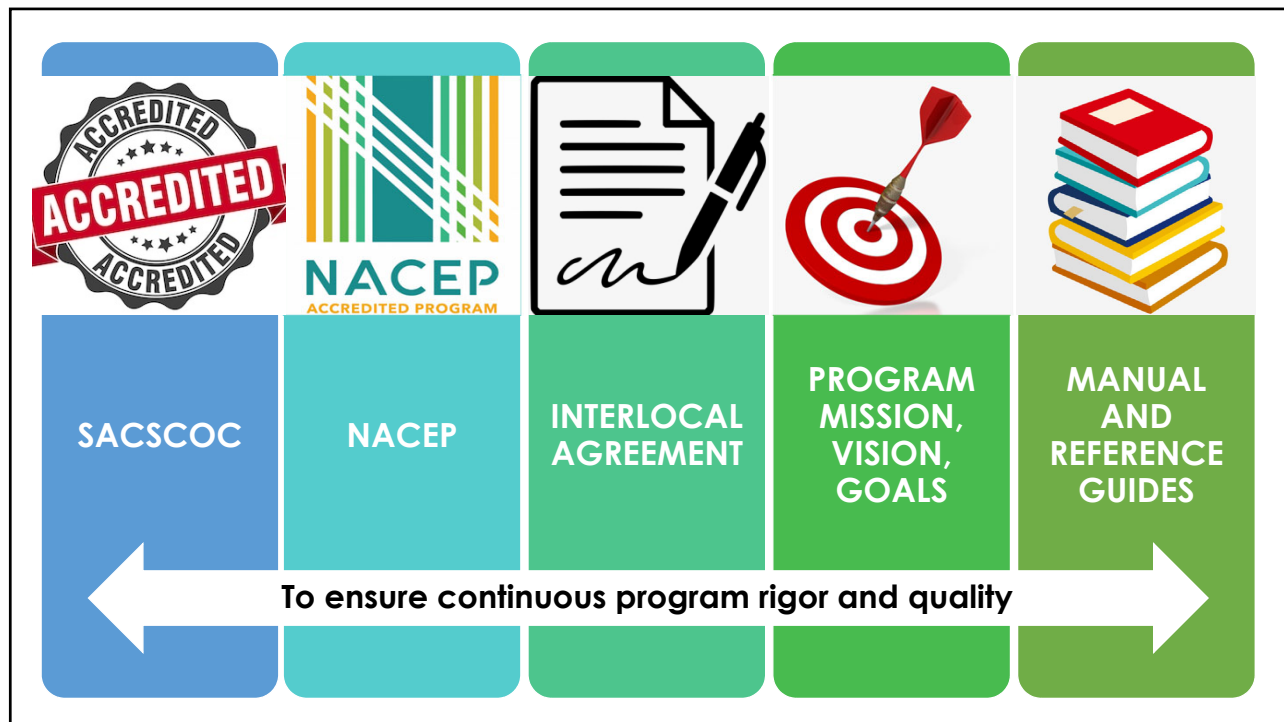 ACCREDITED
ACCREDITED
ACCREDITED
NACEP
ACCREDITED PROGRAM
SACSCOC
NACEP
INTERLOCAL
AGREEMENT
PROGRAM
MISSION,
VISION,
GOALS
MANUAL
AND
REFERENCE
GUIDES
To ensure continuous program rigor and quality